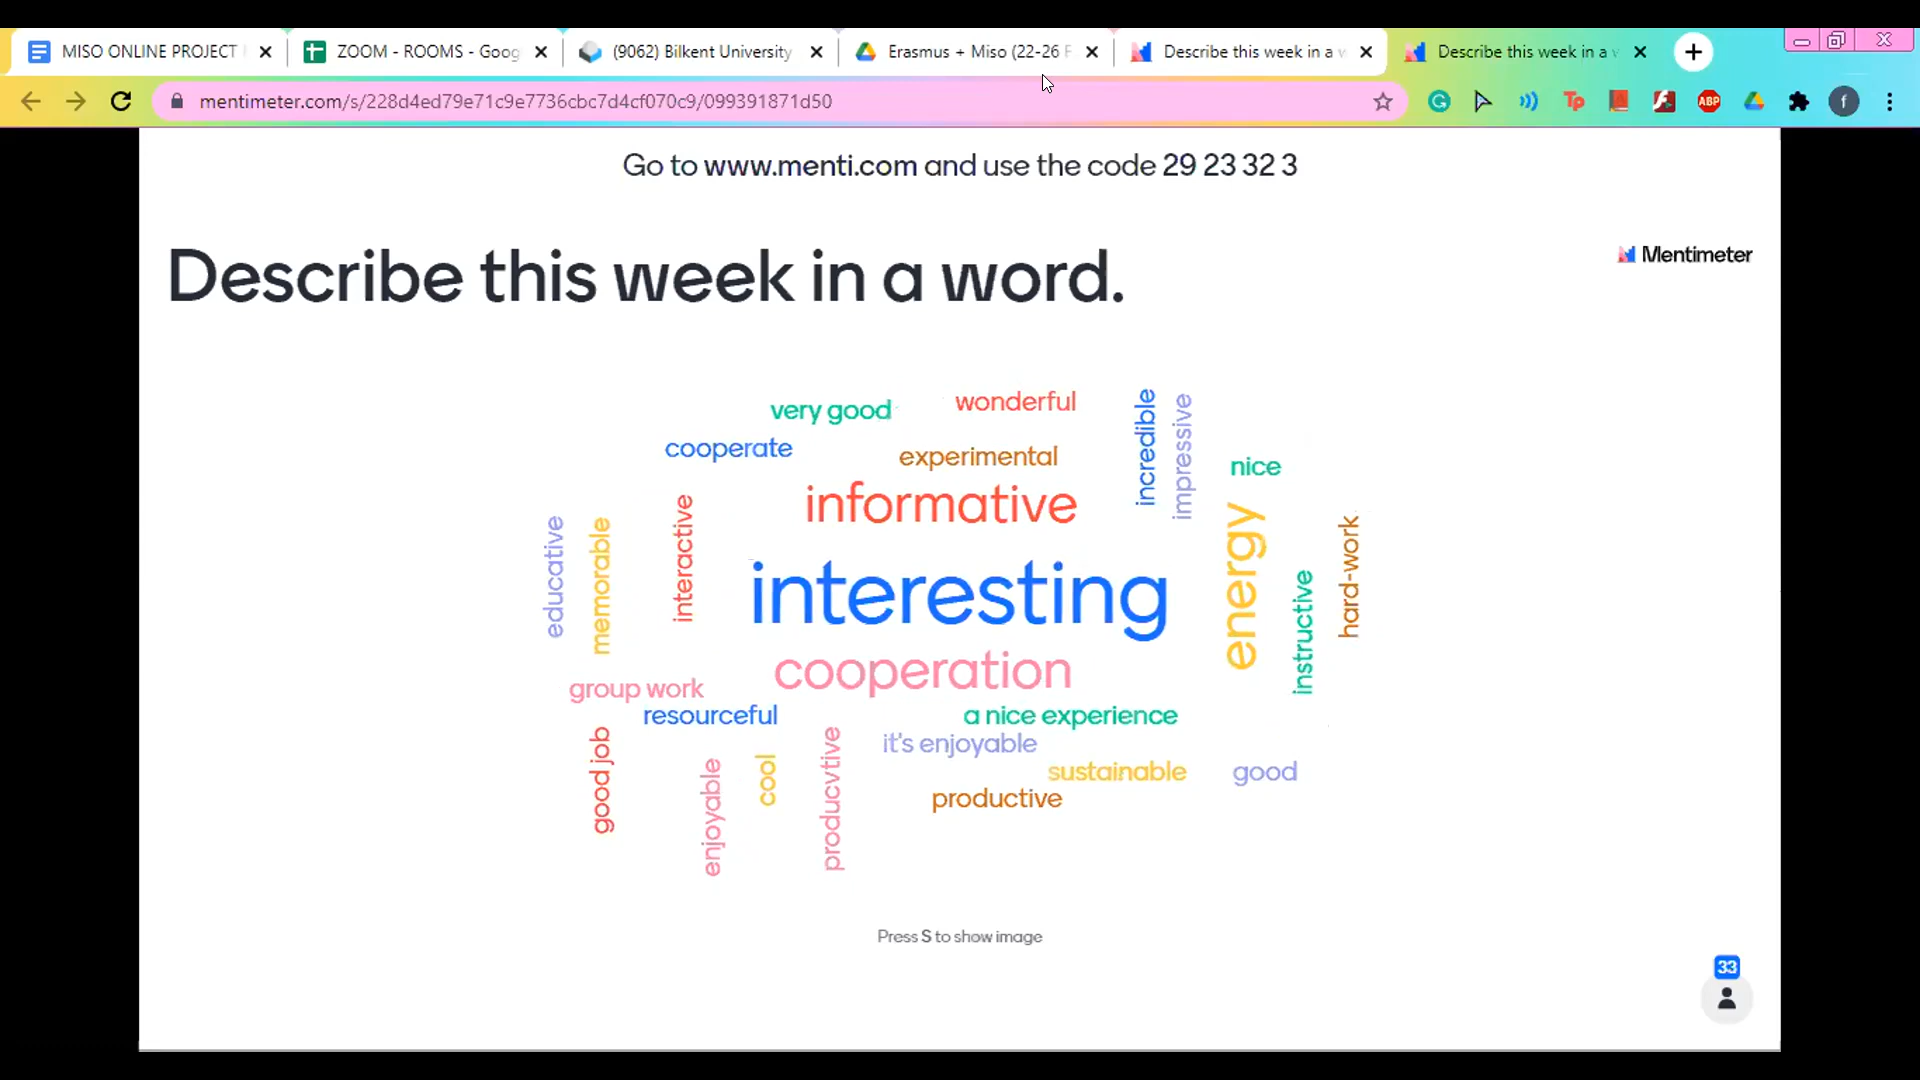 MISO ONLINE PROJECT
ZOOM - ROOMS - Goog
(9062) Bilkent University
Erasmus + Miso (22-26 F
Describe this week in a w
Describe this week in a w
mentimeter.com/s/228d4ed79e71c9e7736cbc7d4cf070c9/099391871d50
Tp
ABP
f
Go to www.menti.com and use the code 29 23 32 3
Describe this week in a word.
Mentimeter
very good
wonderful
incredible
impressive
cooperate
experimental
nice
informative
educative
memorable
interactive
interesting
energy
instructive
hard-work
cooperation
group work
resourceful
a nice experience
it's enjoyable
good job
enjoyable
cool
producvtive
sustainable
good
productive
Press S to show image
33